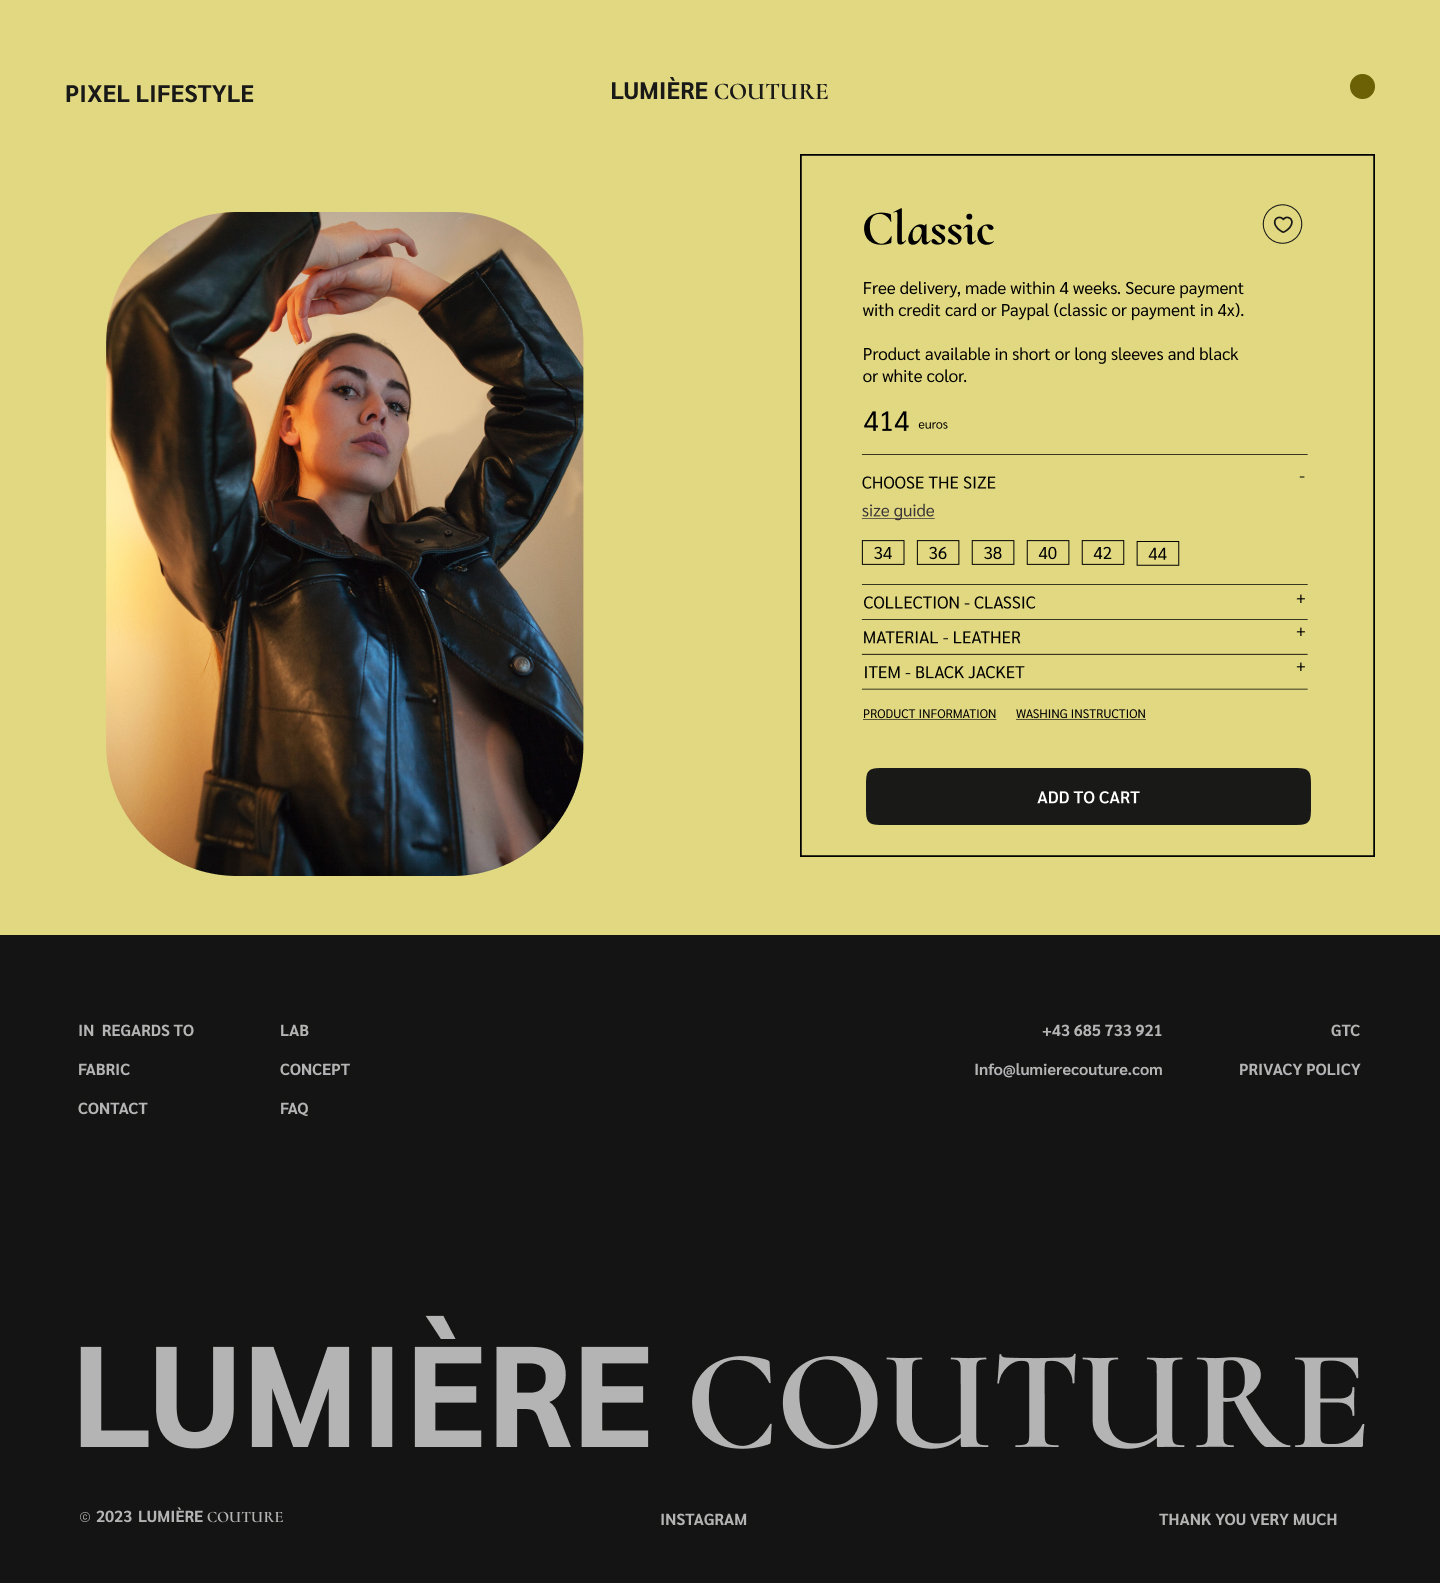 PIXEL LIFESTYLE
LUMIÈRE COUTURE
Classic
Free delivery, made within 4 weeks. Secure payment
with credit card or Paypal (classic or payment in 4x).
Product available in short or long sleeves and black
or white color.
414 euros
CHOOSE THE SIZE -
size guide
34 36 38 40 42 44
COLLECTION - CLASSIC +
MATERIAL - LEATHER +
ITEM - BLACK JACKET +
PRODUCT INFORMATION WASHING INSTRUCTION
ADD TO CART
IN REGARDS TO LAB +43 685 733 921 GTC
FABRIC CONCEPT Info@lumierecouture.com PRIVACY POLICY
CONTACT FAQ
LUMIÈRE COUTURE
© 2023 LUMIÈRE COUTURE INSTAGRAM THANK YOU VERY MUCH